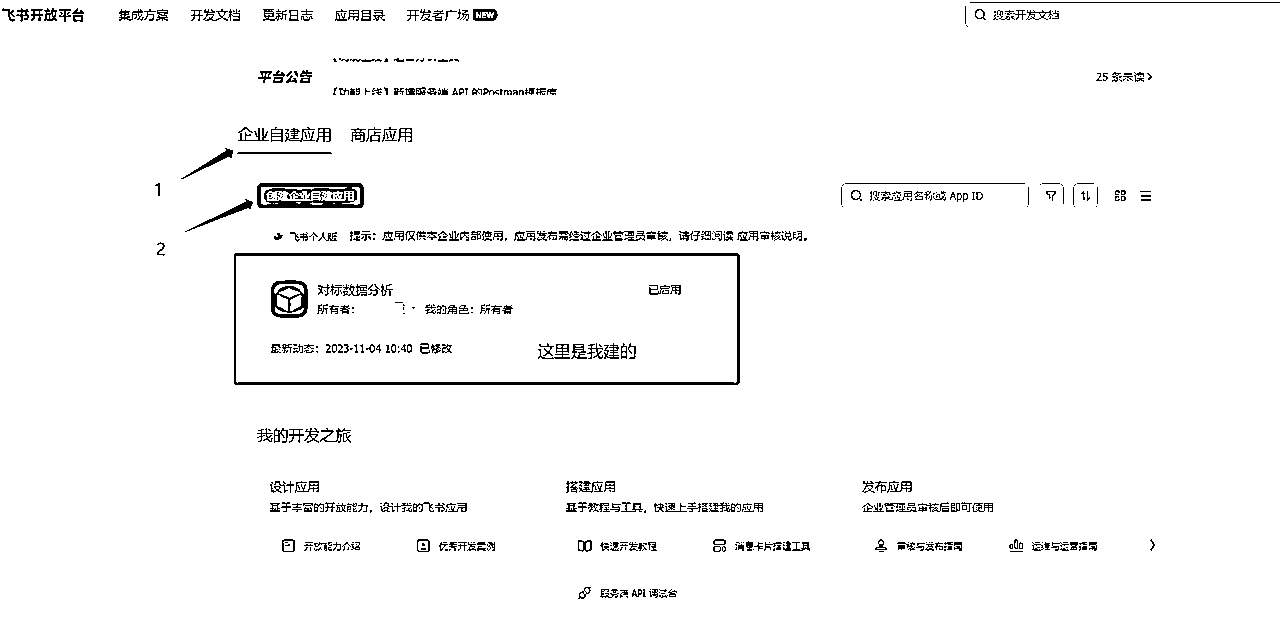 飞书开放平台 集成方案 开发文档 更新日志 应用目录 开发者广场 NEW 搜索开发文档
平台公告
【功能上线】新增服务端 API 的Postman模板库
25 条未读
企业自建应用 商店应用
1
创建企业自建应用
搜索应用名称或 App ID
2
飞书个人版 提示：应用仅供本企业内部使用，应用发布需经过企业管理员审核，请仔细阅读 应用审核说明。
对标数据分析 已启用
所有者： 我的角色：所有者
最新动态：2023-11-04 10:40 已修改
这里是我建的
我的开发之旅
设计应用 搭建应用 发布应用
基于丰富的开放能力，设计我的飞书应用 基于教程与工具，快速上手搭建我的应用 企业管理员审核后即可使用
开放能力介绍 优秀开发案例 快速开发教程 消息卡片搭建工具 审核与发布指南 运维与运营指南
服务端 API 调试台